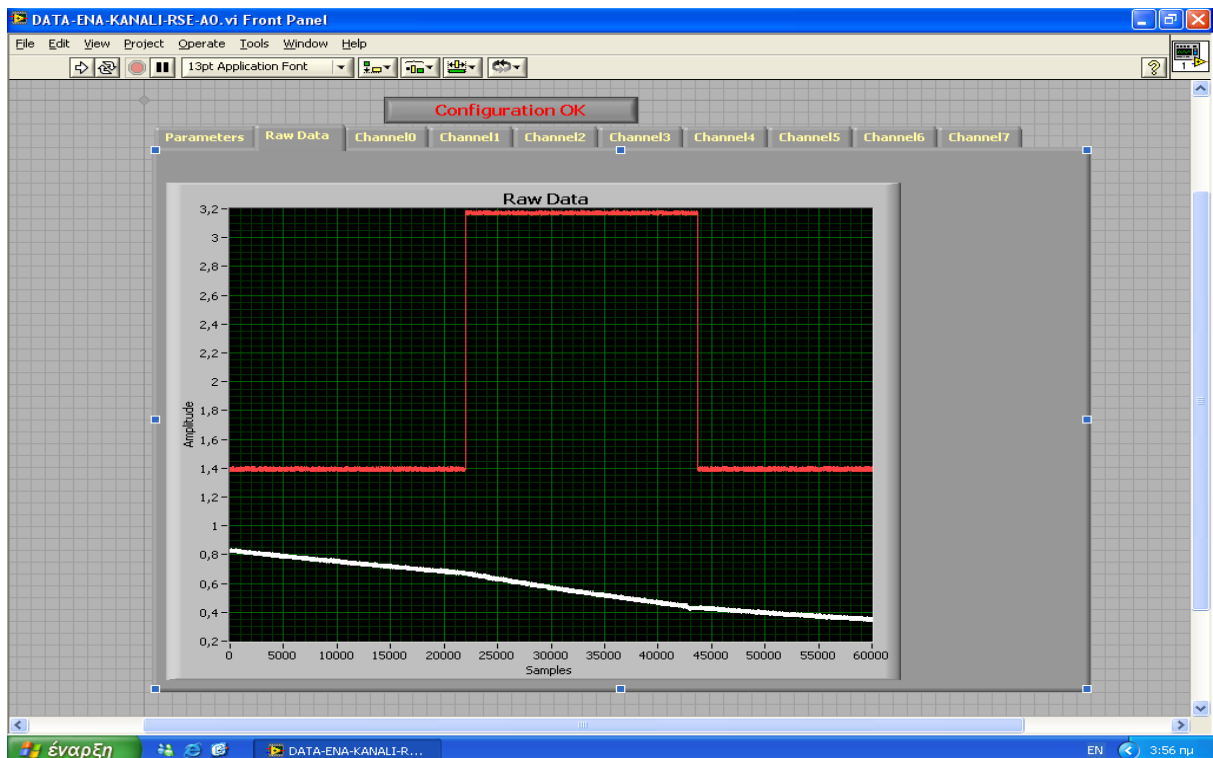 DATA-ENA-KANALI-RSE-A0.vi Front Panel
File Edit View Project Operate Tools Window Help
13pt Application Font
1
Configuration OK
Parameters Raw Data Channel0 Channel1 Channel2 Channel3 Channel4 Channel5 Channel6 Channel7
Raw Data
3,2
3
2,8
2,6
2,4
2,2
2
1,8
1,6
1,4
1,2
1
0,8
0,6
0,4
0,2
Amplitude
0 5000 10000 15000 20000 25000 30000 35000 40000 45000 50000 55000 60000
Samples
έναρξη DATA-ENA-KANALI-R... EN 3:56 πμ